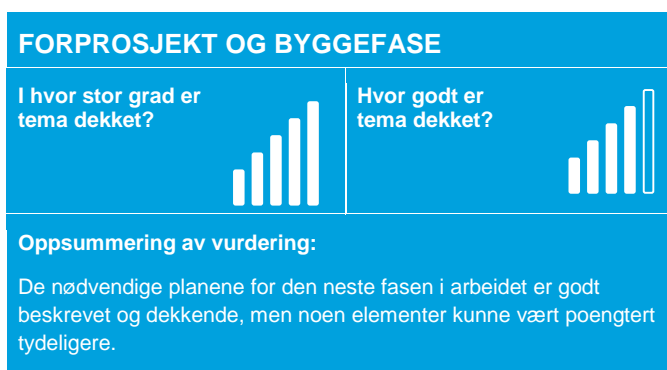 FORPROSJEKT OG BYGGEFASE
I hvor stor grad er
tema dekket?
Hvor godt er
tema dekket?
Oppsummering av vurdering:
De nødvendige planene for den neste fasen i arbeidet er godt
beskrevet og dekkende, men noen elementer kunne vært poengtert
tydeligere.